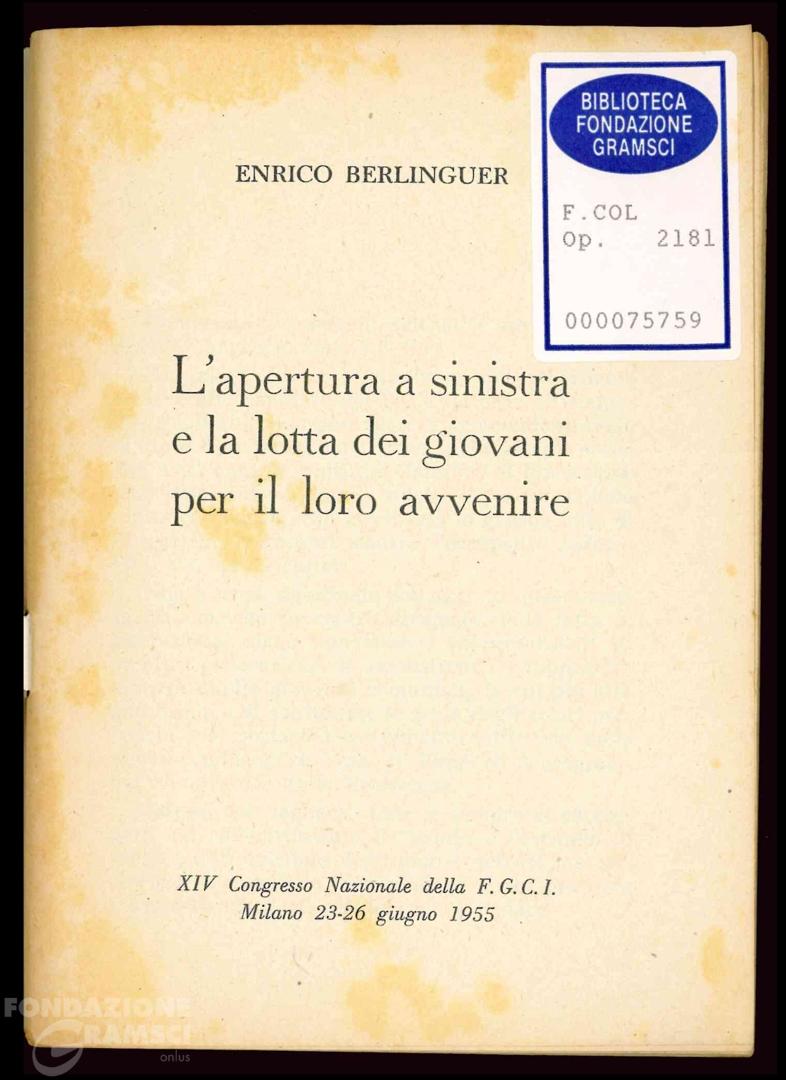 BIBLIOTECA
FONDAZIONE
GRAMSCI
F.COL
Op. 2181
000075759
ENRICO BERLINGUER
L'apertura a sinistra
e la lotta dei giovani
per il loro avvenire
XIV Congresso Nazionale della F. G. C. I.
Milano 23-26 giugno 1955
FONDAZIONE
GRAMSCI
onlus